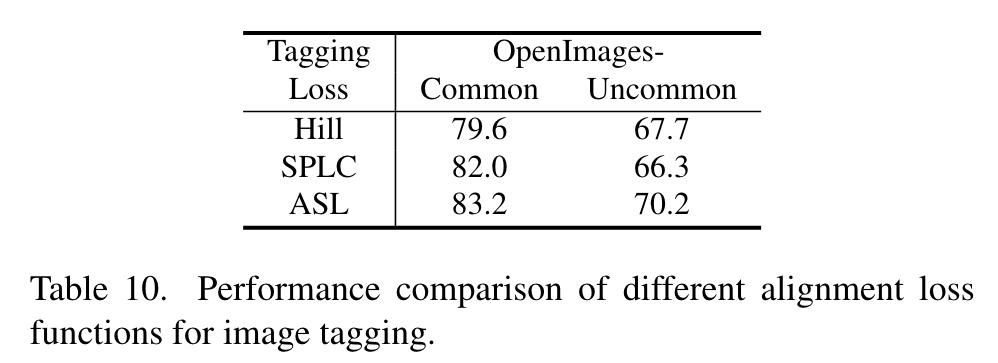 Tagging OpenImages-
Loss Common Uncommon
Hill 79.6 67.7
SPLC 82.0 66.3
ASL 83.2 70.2
Table 10. Performance comparison of different alignment loss
functions for image tagging.